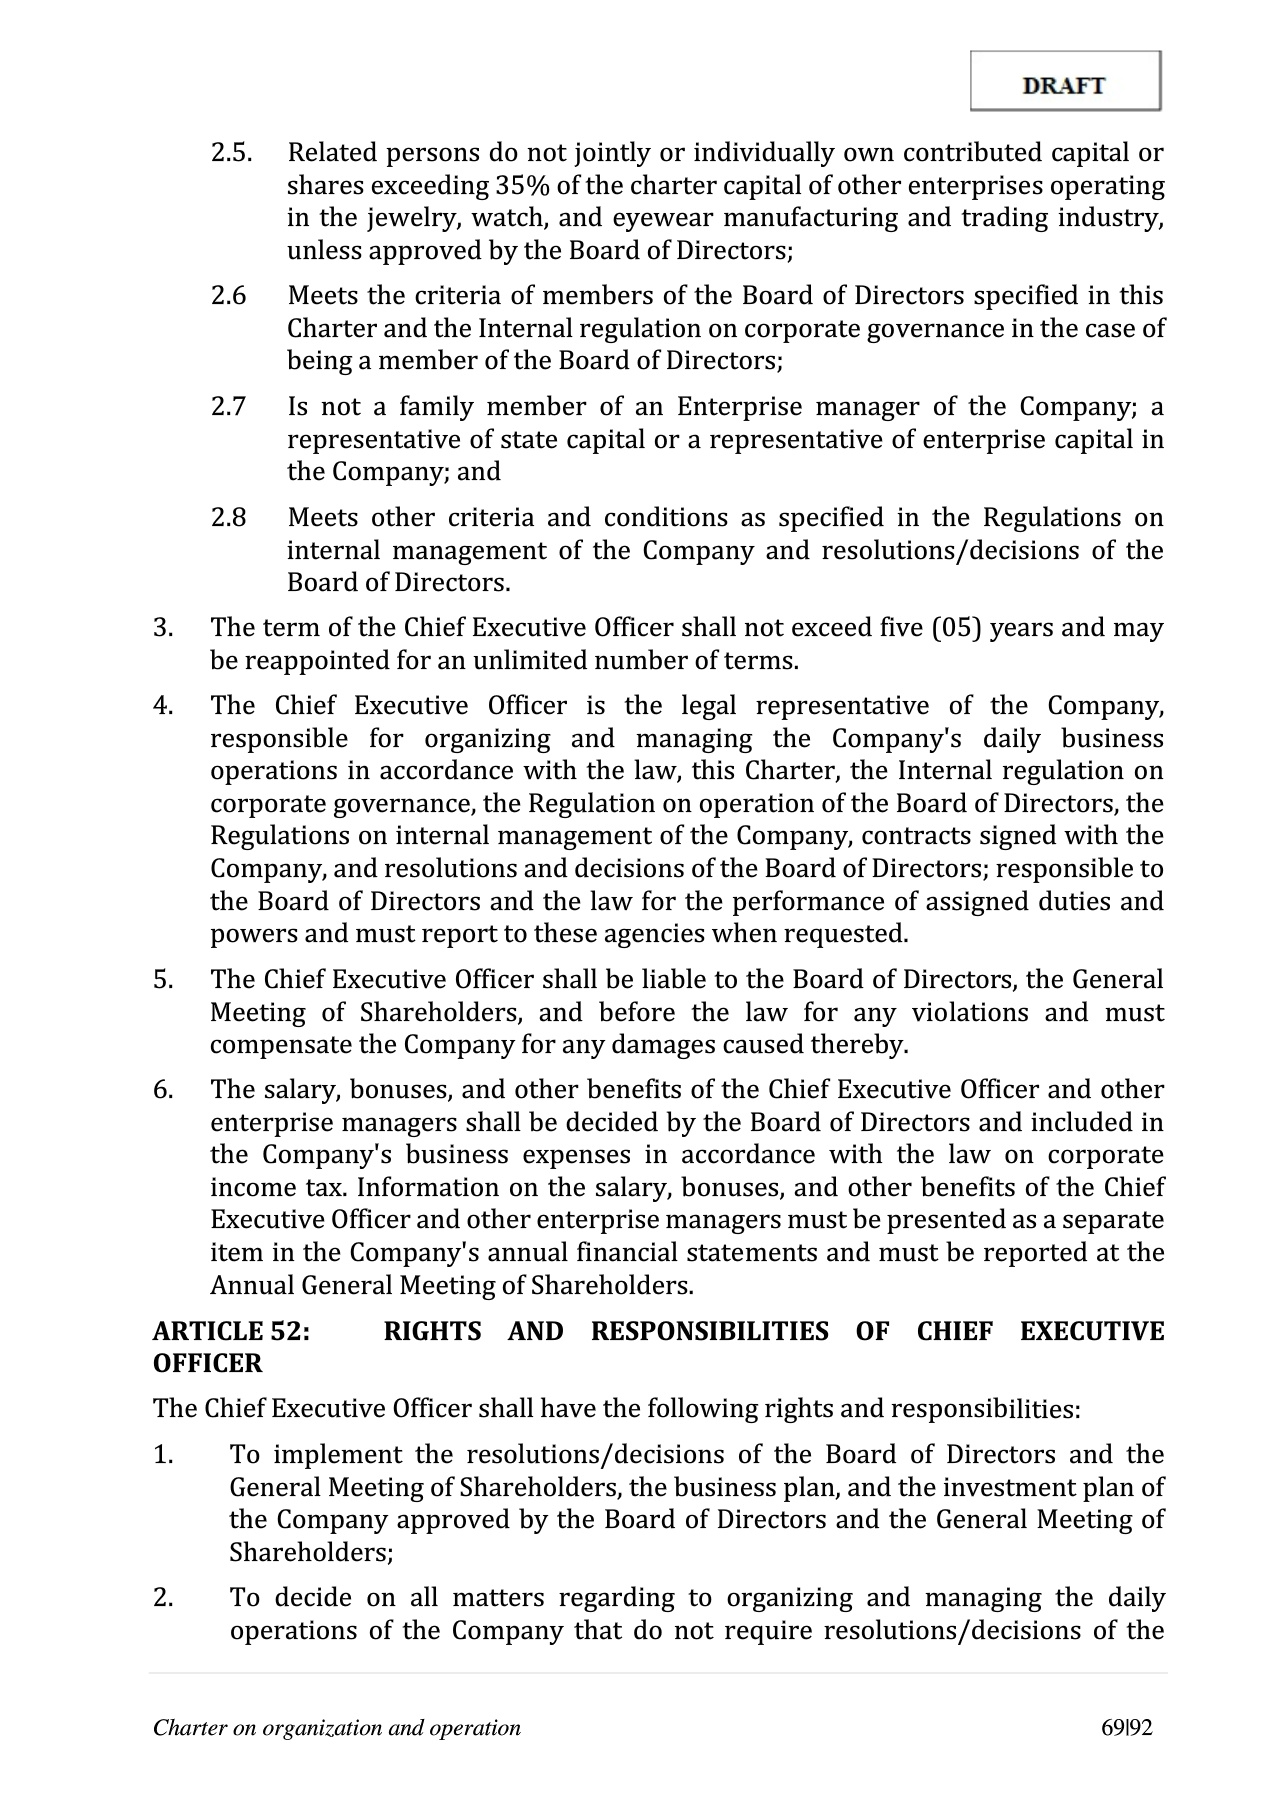 DRAFT
2.5. Related persons do not jointly or individually own contributed capital or
shares exceeding 35% of the charter capital of other enterprises operating
in the jewelry, watch, and eyewear manufacturing and trading industry,
unless approved by the Board of Directors;
2.6 Meets the criteria of members of the Board of Directors specified in this
Charter and the Internal regulation on corporate governance in the case of
being a member of the Board of Directors;
2.7 Is not a family member of an Enterprise manager of the Company; a
representative of state capital or a representative of enterprise capital in
the Company; and
2.8 Meets other criteria and conditions as specified in the Regulations on
internal management of the Company and resolutions/decisions of the
Board of Directors.
3. The term of the Chief Executive Officer shall not exceed five (05) years and may
be reappointed for an unlimited number of terms.
4. The Chief Executive Officer is the legal representative of the Company,
responsible for organizing and managing the Company's daily business
operations in accordance with the law, this Charter, the Internal regulation on
corporate governance, the Regulation on operation of the Board of Directors, the
Regulations on internal management of the Company, contracts signed with the
Company, and resolutions and decisions of the Board of Directors; responsible to
the Board of Directors and the law for the performance of assigned duties and
powers and must report to these agencies when requested.
5. The Chief Executive Officer shall be liable to the Board of Directors, the General
Meeting of Shareholders, and before the law for any violations and must
compensate the Company for any damages caused thereby.
6. The salary, bonuses, and other benefits of the Chief Executive Officer and other
enterprise managers shall be decided by the Board of Directors and included in
the Company's business expenses in accordance with the law on corporate
income tax. Information on the salary, bonuses, and other benefits of the Chief
Executive Officer and other enterprise managers must be presented as a separate
item in the Company's annual financial statements and must be reported at the
Annual General Meeting of Shareholders.
ARTICLE 52: RIGHTS AND RESPONSIBILITIES OF CHIEF EXECUTIVE
OFFICER
The Chief Executive Officer shall have the following rights and responsibilities:
1. To implement the resolutions/decisions of the Board of Directors and the
General Meeting of Shareholders, the business plan, and the investment plan of
the Company approved by the Board of Directors and the General Meeting of
Shareholders;
2. To decide on all matters regarding to organizing and managing the daily
operations of the Company that do not require resolutions/decisions of the
Charter on organization and operation 69|92